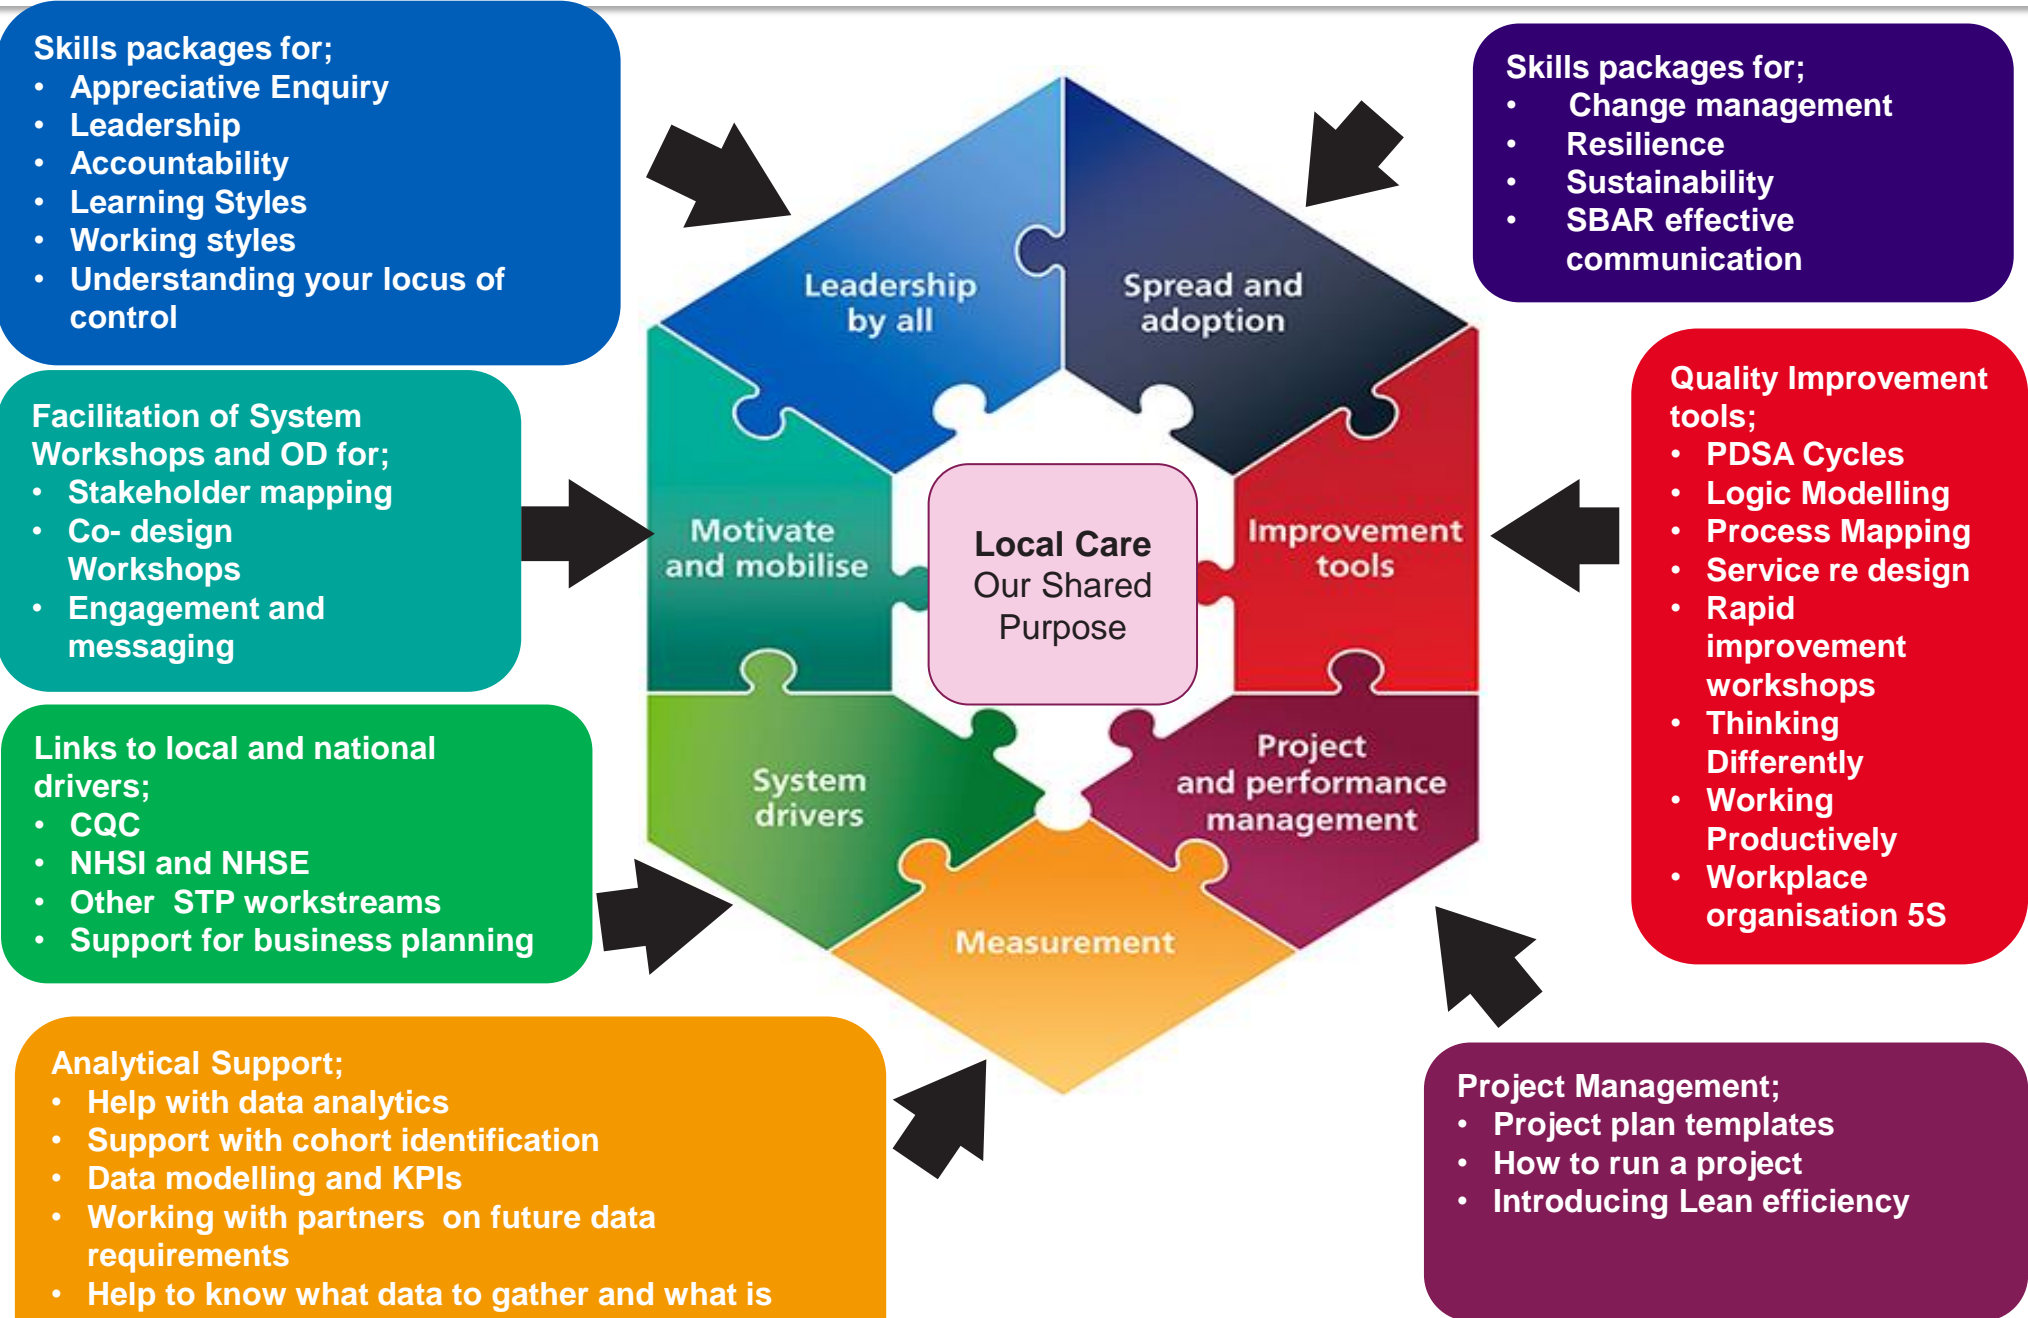 Skills packages for;
• Appreciative Enquiry
• Leadership
• Accountability
• Learning Styles
• Working styles
• Understanding your locus of
control
Facilitation of System
Workshops and OD for;
• Stakeholder mapping
• Co- design
Workshops
• Engagement and
messaging
Links to local and national
drivers;
• CQC
• NHSI and NHSE
• Other STP workstreams
• Support for business planning
Analytical Support;
• Help with data analytics
• Support with cohort identification
• Data modelling and KPIs
• Working with partners on future data
requirements
• Help to know what data to gather and what is
Leadership
by all
Spread and
adoption
Motivate
and mobilise
Local Care
Our Shared
Purpose
Improvement
tools
System
drivers
Project
and performance
management
Measurement
Skills packages for;
• Change management
• Resilience
• Sustainability
• SBAR effective
communication
Quality Improvement
tools;
• PDSA Cycles
• Logic Modelling
• Process Mapping
• Service re design
• Rapid
improvement
workshops
• Thinking
Differently
• Working
Productively
• Workplace
organisation 5S
Project Management;
• Project plan templates
• How to run a project
• Introducing Lean efficiency